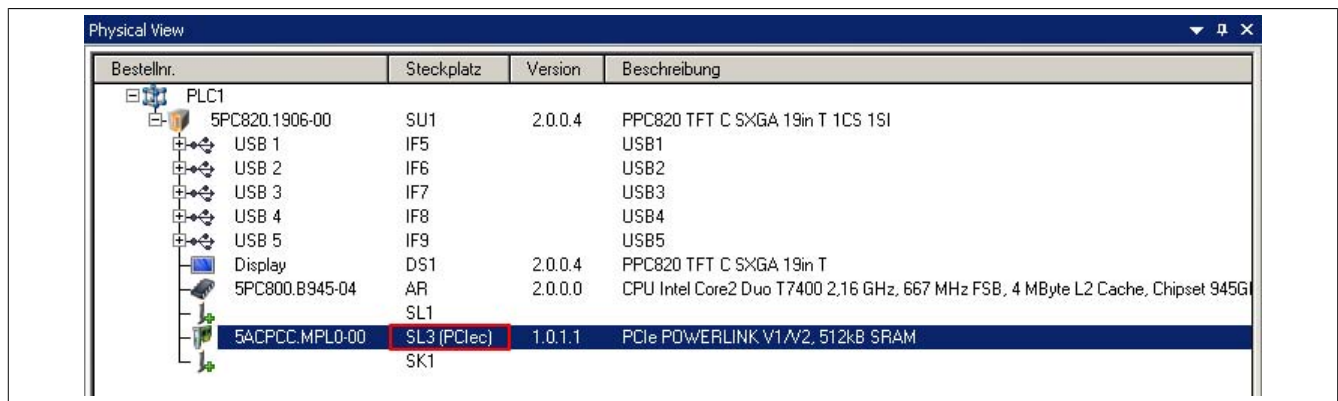 Physical View
Bestellnr. Steckplatz Version Beschreibung
PLC1
5PC820.1906-00 SU1 2.0.0.4 PPC820 TFT C SXGA 19in T 1CS 1SI
USB 1 IF5 USB1
USB 2 IF6 USB2
USB 3 IF7 USB3
USB 4 IF8 USB4
USB 5 IF9 USB5
Display DS1 2.0.0.4 PPC820 TFT C SXGA 19in T
5PC800.B945-04 AR 2.0.0.0 CPU Intel Core2 Duo T7400 2,16 GHz, 667 MHz FSB, 4 MByte L2 Cache, Chipset 945G
SL1
5ACPCC.MPL0-00 SL3 (PCIec) 1.0.1.1 PCIe POWERLINK V1/V2, 512kB SRAM
SK1